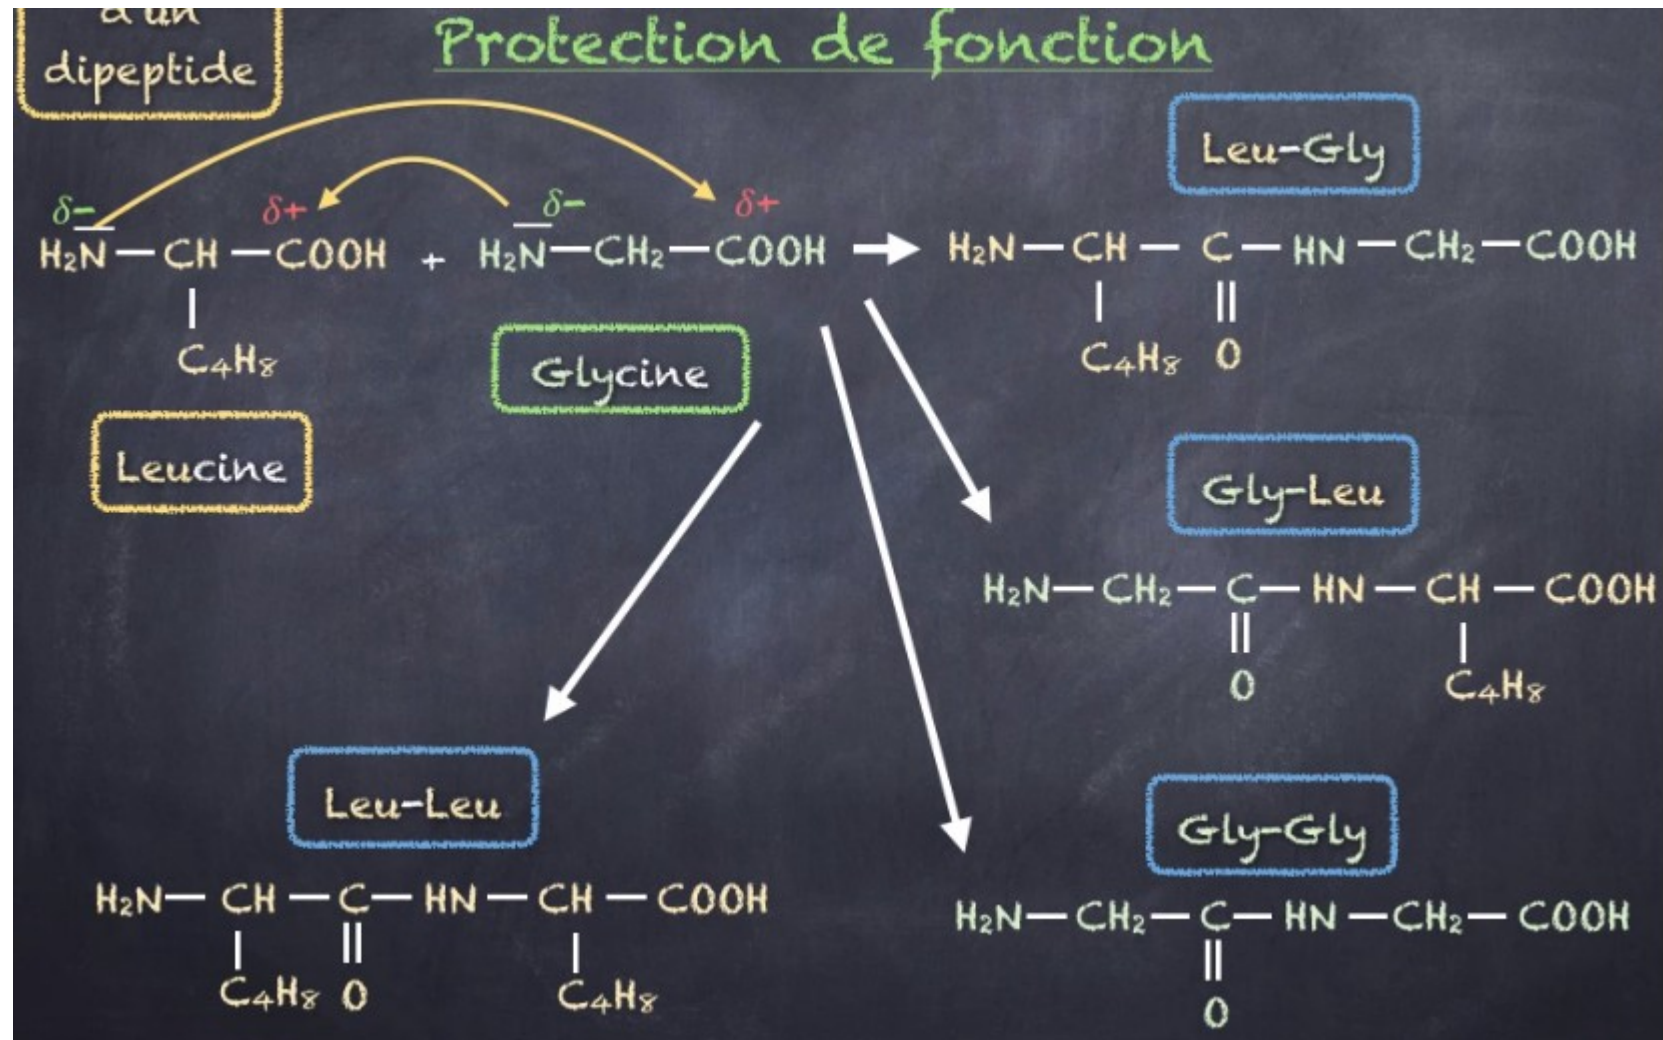 d'un
dipeptide
Protection de fonction
Leu-Gly
δ- δ+ δ- δ+
H₂N — CH — COOH + H₂N — CH₂ — COOH → H₂N — CH — C — HN — CH₂ — COOH
C₄H₈ C₄H₈ O
Glycine
Leucine
Gly-Leu
H₂N — CH₂ — C — HN — CH — COOH
O C₄H₈
Leu-Leu
H₂N — CH — C — HN — CH — COOH
C₄H₈ O C₄H₈
Gly-Gly
H₂N — CH₂ — C — HN — CH₂ — COOH
O